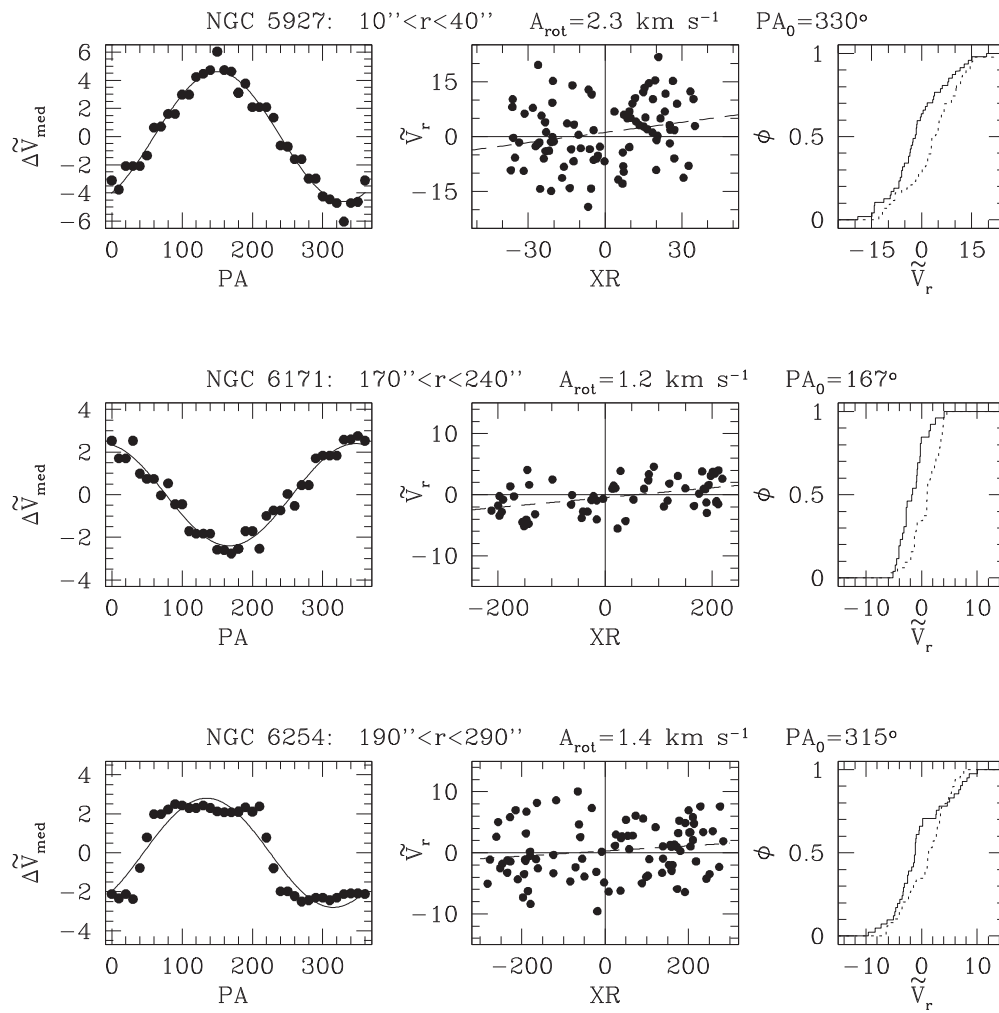 NGC 5927: 10''<r<40'' A_rot=2.3 km s⁻¹ PA₀=330°
6
4
2
0
−2
−4
−6
ΔṼ_med
0 100 200 300
PA
15
0
−15
Ṽ_r
−30 0 30
XR
1
0.5
0
ϕ
−15 0 15
Ṽ_r
NGC 6171: 170''<r<240'' A_rot=1.2 km s⁻¹ PA₀=167°
4
2
0
−2
−4
ΔṼ_med
0 100 200 300
PA
10
0
−10
Ṽ_r
−200 0 200
XR
1
0.5
0
ϕ
−10 0 10
Ṽ_r
NGC 6254: 190''<r<290'' A_rot=1.4 km s⁻¹ PA₀=315°
4
2
0
−2
−4
ΔṼ_med
0 100 200 300
PA
10
0
−10
Ṽ_r
−200 0 200
XR
1
0.5
0
ϕ
−10 0 10
Ṽ_r